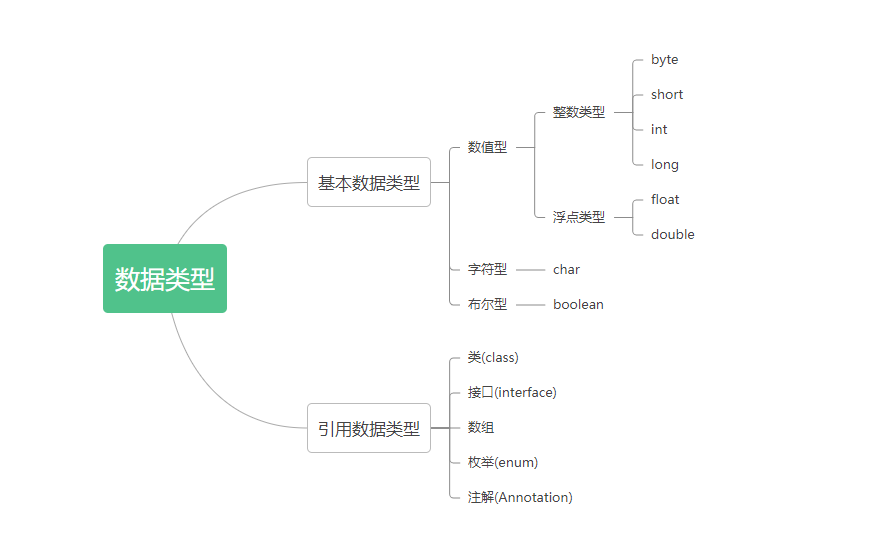 数据类型
基本数据类型
数值型
整数类型
byte
short
int
long
浮点类型
float
double
字符型
char
布尔型
boolean
引用数据类型
类(class)
接口(interface)
数组
枚举(enum)
注解(Annotation)